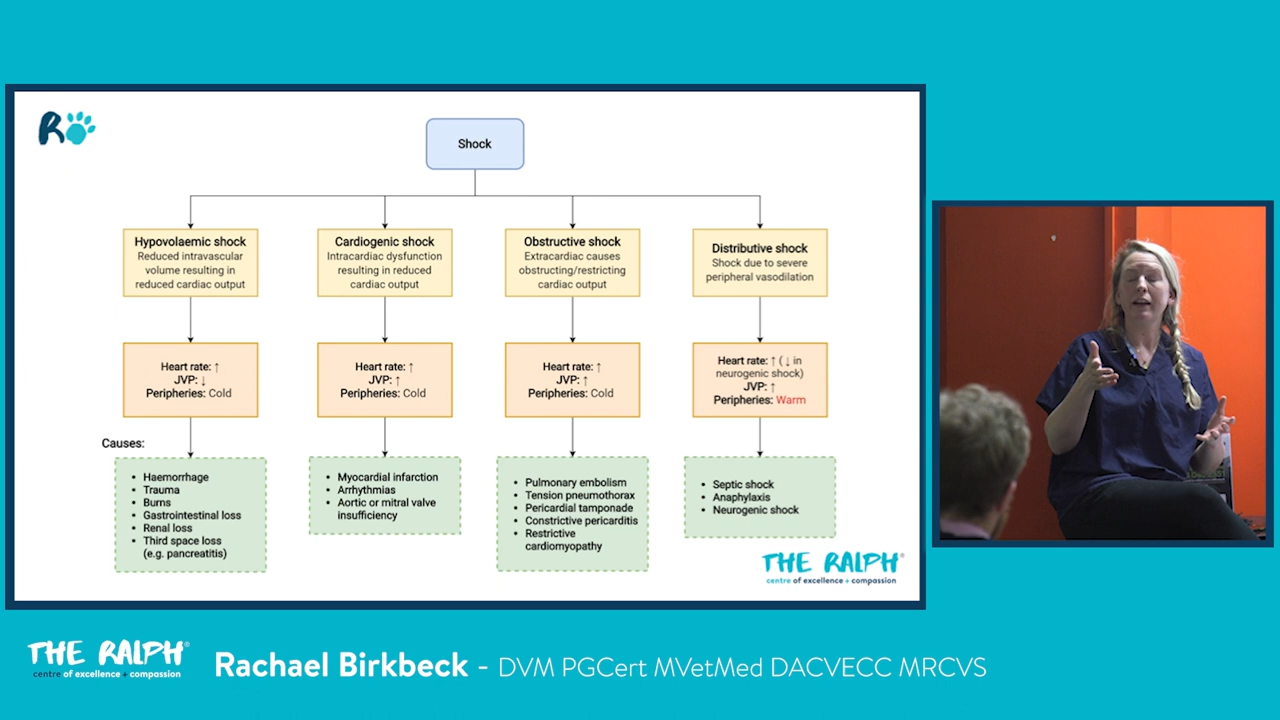 R
Shock
Hypovolaemic shock
Reduced intravascular
volume resulting in
reduced cardiac output
Cardiogenic shock
Intracardiac dysfunction
resulting in reduced
cardiac output
Obstructive shock
Extracardiac causes
obstructing/restricting
cardiac output
Distributive shock
Shock due to severe
peripheral vasodilation
Heart rate: ↑
JVP: ↓
Peripheries: Cold
Heart rate: ↑
JVP: ↑
Peripheries: Cold
Heart rate: ↑
JVP: ↑
Peripheries: Cold
Heart rate: ↑ ( ↓ in
neurogenic shock)
JVP: ↑
Peripheries: Warm
Causes:
• Haemorrhage
• Trauma
• Burns
• Gastrointestinal loss
• Renal loss
• Third space loss
(e.g. pancreatitis)
• Myocardial infarction
• Arrhythmias
• Aortic or mitral valve
insufficiency
• Pulmonary embolism
• Tension pneumothorax
• Pericardial tamponade
• Constrictive pericarditis
• Restrictive
cardiomyopathy
• Septic shock
• Anaphylaxis
• Neurogenic shock
THE RALPH®
centre of excellence + compassion
THE RALPH®
centre of excellence + compassion
Rachael Birkbeck - DVM PGCert MVetMed DACVECC MRCVS